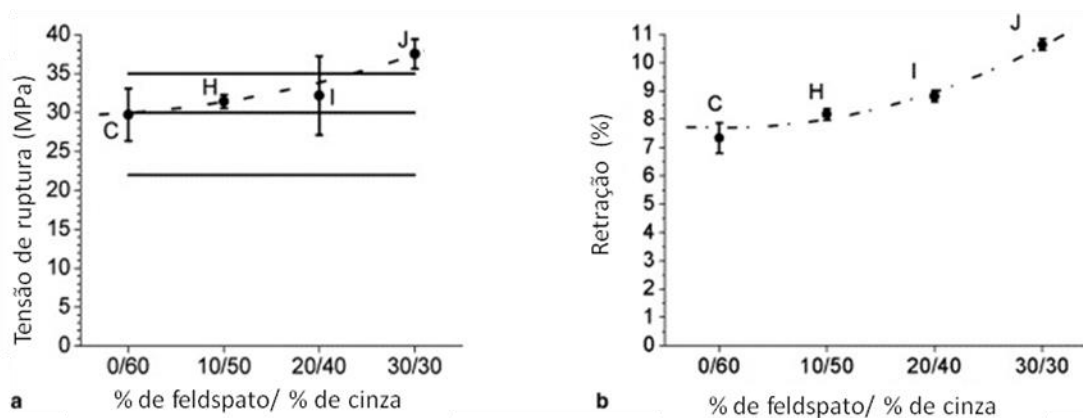 Tensão de ruptura (MPa)
40
35
30
25
20
15
10
5
0
C
H
I
J
0/60 10/50 20/40 30/30
a % de feldspato/ % de cinza
Retração (%)
11
10
9
8
7
6
5
4
3
2
1
0
C
H
I
J
0/60 10/50 20/40 30/30
b % de feldspato/ % de cinza